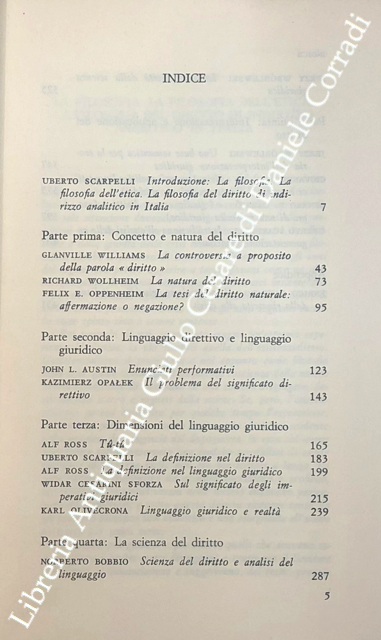 INDICE
UBERTO SCARPELLI Introduzione: La filosofia. La
filosofia dell'etica. La filosofia del diritto di indi-
rizzo analitico in Italia 7
Parte prima: Concetto e natura del diritto
GLANVILLE WILLIAMS La controversia a proposito
della parola « diritto » 43
RICHARD WOLLHEIM La natura del diritto 73
FELIX E. OPPENHEIM La tesi del diritto naturale:
affermazione o negazione? 95
Parte seconda: Linguaggio direttivo e linguaggio
giuridico
JOHN L. AUSTIN Enunciati performativi 123
KAZIMIERZ OPAŁEK Il problema del significato di-
rettivo 143
Parte terza: Dimensioni del linguaggio giuridico
ALF ROSS Tû-tû 165
UBERTO SCARPELLI La definizione nel diritto 183
ALF ROSS La definizione nel linguaggio giuridico 199
WIDAR CESARINI SFORZA Sul significato degli im-
perativi giuridici 215
KARL OLIVECRONA Linguaggio giuridico e realtà 239
Parte quarta: La scienza del diritto
NORBERTO BOBBIO Scienza del diritto e analisi del
linguaggio 287
5
Libreria Antiquaria Giulio Cesare di Daniele Corradi